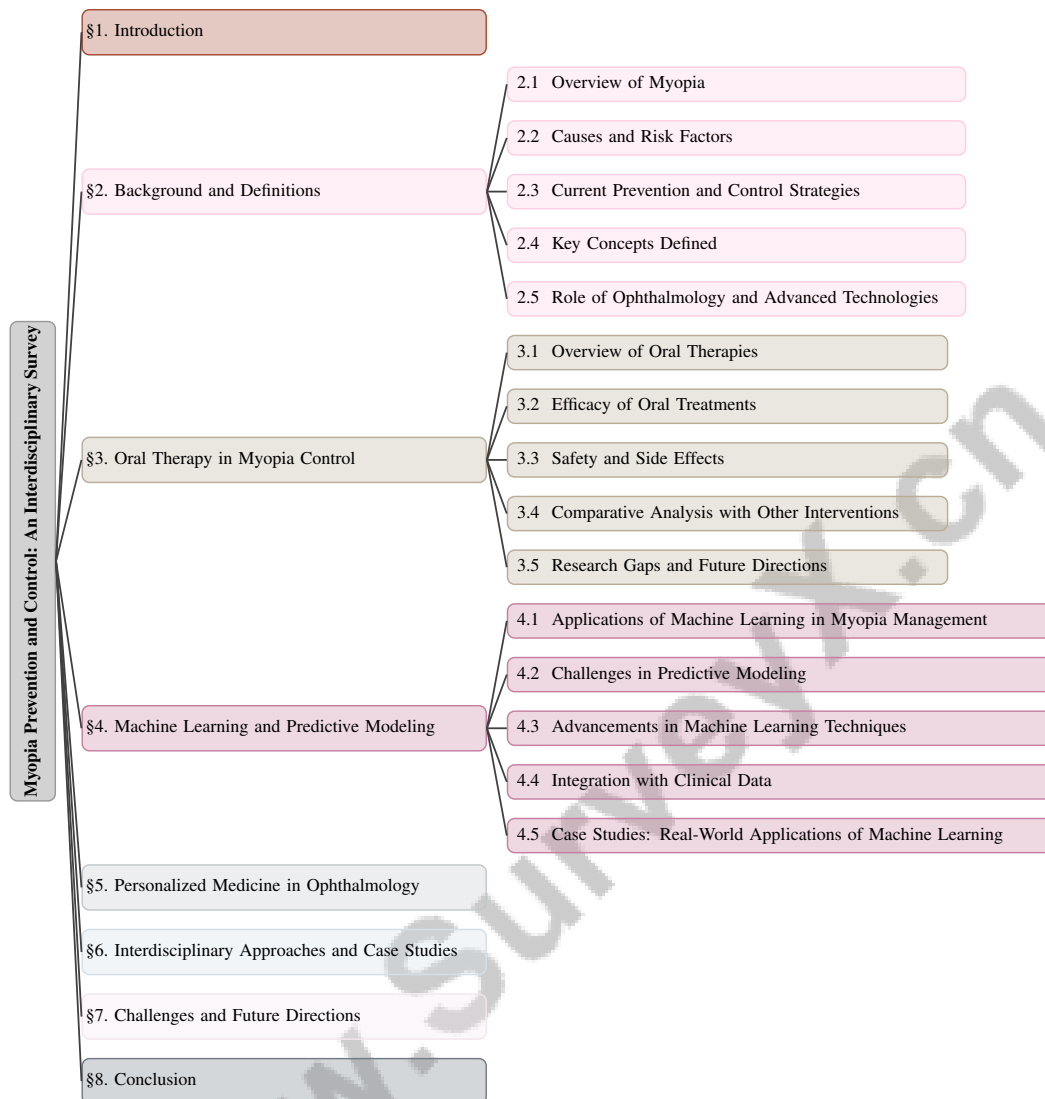 Myopia Prevention and Control: An Interdisciplinary Survey
§1. Introduction
§2. Background and Definitions
2.1 Overview of Myopia
2.2 Causes and Risk Factors
2.3 Current Prevention and Control Strategies
2.4 Key Concepts Defined
2.5 Role of Ophthalmology and Advanced Technologies
§3. Oral Therapy in Myopia Control
3.1 Overview of Oral Therapies
3.2 Efficacy of Oral Treatments
3.3 Safety and Side Effects
3.4 Comparative Analysis with Other Interventions
3.5 Research Gaps and Future Directions
§4. Machine Learning and Predictive Modeling
4.1 Applications of Machine Learning in Myopia Management
4.2 Challenges in Predictive Modeling
4.3 Advancements in Machine Learning Techniques
4.4 Integration with Clinical Data
4.5 Case Studies: Real-World Applications of Machine Learning
§5. Personalized Medicine in Ophthalmology
§6. Interdisciplinary Approaches and Case Studies
§7. Challenges and Future Directions
§8. Conclusion
www.SurveyX.cn